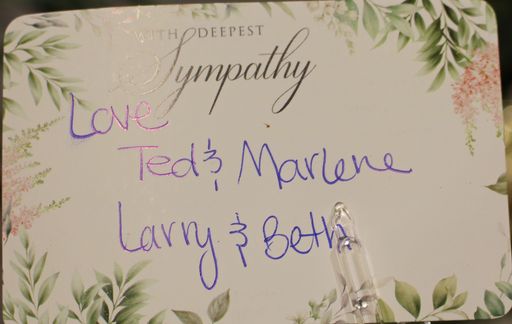 WITH DEEPEST
Sympathy
Love
Ted & Marlene
Larry & Beth